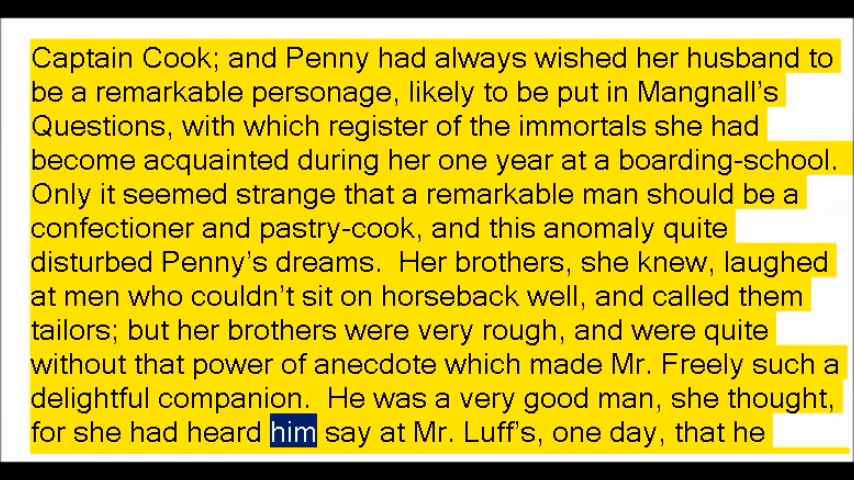 Captain Cook; and Penny had always wished her husband to
be a remarkable personage, likely to be put in Mangnall’s
Questions, with which register of the immortals she had
become acquainted during her one year at a boarding-school.
Only it seemed strange that a remarkable man should be a
confectioner and pastry-cook, and this anomaly quite
disturbed Penny’s dreams.  Her brothers, she knew, laughed
at men who couldn’t sit on horseback well, and called them
tailors; but her brothers were very rough, and were quite
without that power of anecdote which made Mr. Freely such a
delightful companion.  He was a very good man, she thought,
for she had heard him say at Mr. Luff’s, one day, that he